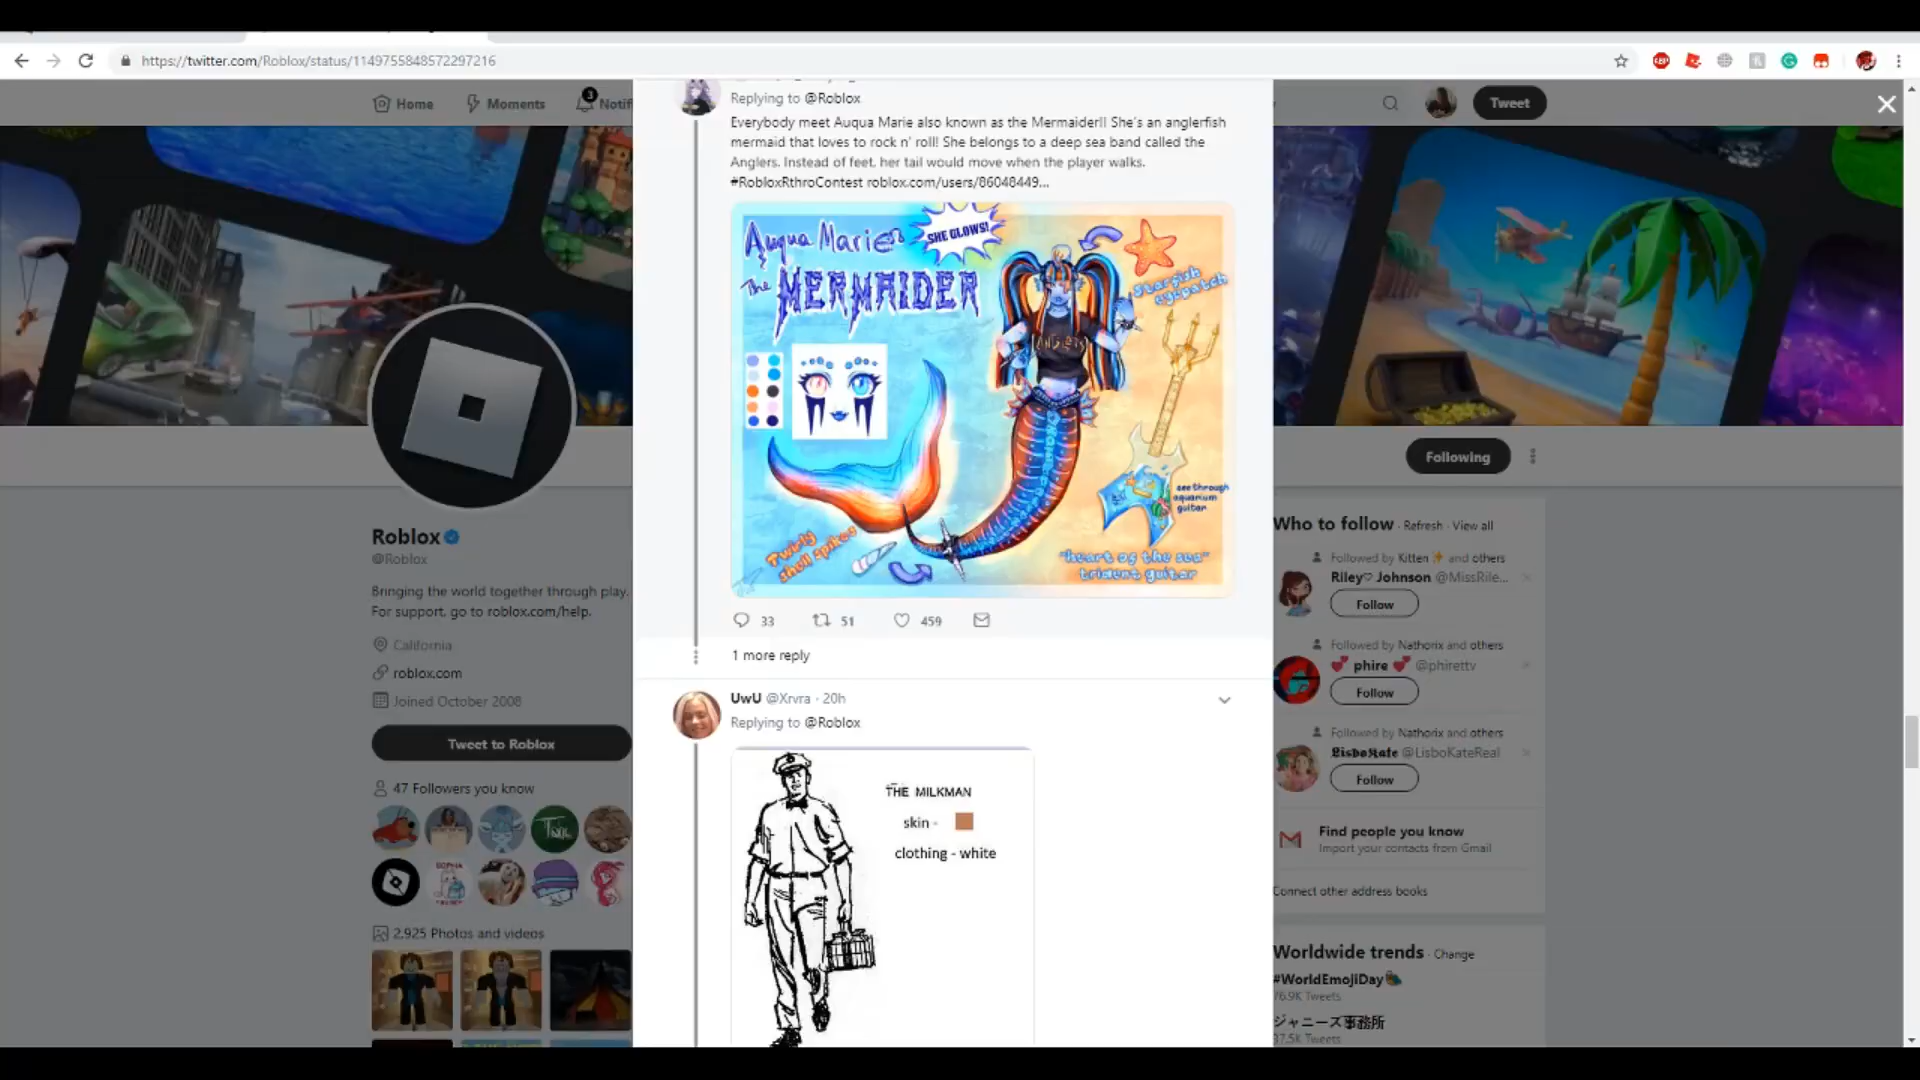 https://twitter.com/Roblox/status/1149755848572297216
Home
Moments
3
Notif
Tweet
Replying to @Roblox
Everybody meet Auqua Marie also known as the Mermaider!! She's an anglerfish
mermaid that loves to rock n' roll! She belongs to a deep sea band called the
Anglers. Instead of feet, her tail would move when the player walks.
#RobloxRthroContest roblox.com/users/86048449...
Auqua Marie
SHE GLOWS!
The MERMAIDER
Starfish
eyepatch
ANGLERS
see through
aquarium
guitar
Twirly
shell spikes
"heart of the sea"
trident guitar
33
51
459
1 more reply
UwU @Xrvra · 20h
Replying to @Roblox
THE MILKMAN
skin -
clothing - white
Roblox
@Roblox
Bringing the world together through play.
For support, go to roblox.com/help.
California
roblox.com
Joined October 2008
Tweet to Roblox
47 Followers you know
2,925 Photos and videos
Following
Who to follow · Refresh · View all
Followed by Kitten✨ and others
Riley♡ Johnson @MissRile...
Follow
Followed by Nathorix and others
💕 phire 💕 @phirettv
Follow
Followed by Nathorix and others
LisboKate @LisboKateReal
Follow
Find people you know
Import your contacts from Gmail
Connect other address books
Worldwide trends · Change
#WorldEmojiDay
76.9K Tweets
ジャニーズ事務所
37.5K Tweets